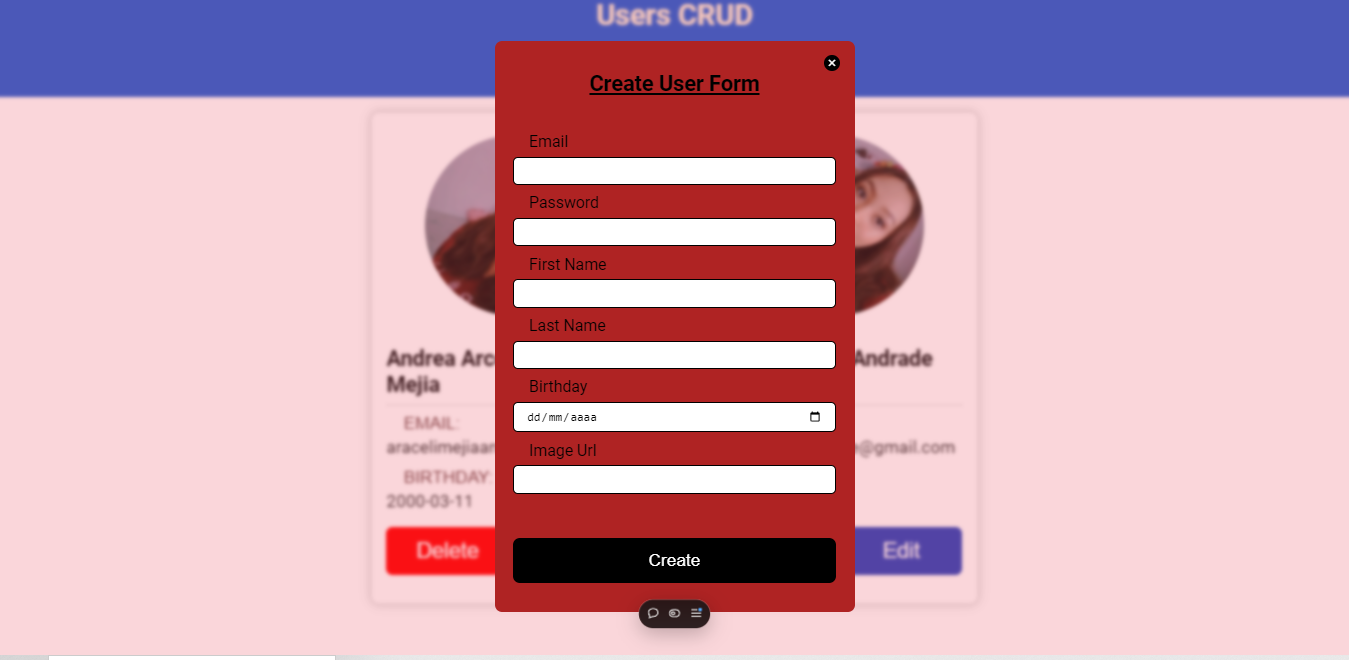 Users CRUD
Create User Form
Email
Password
First Name
Last Name
Birthday
dd/mm/aaaa
Image Url
Create
Andrea Arc
Mejia
EMAIL:
aracelimejiaar
BIRTHDAY:
2000-03-11
Delete
Andrade
@gmail.com
Edit